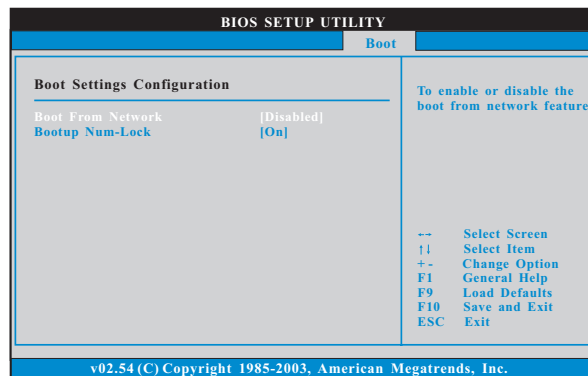 BIOS SETUP UTILITY
Boot
Boot Settings Configuration
Boot From Network [Disabled]
Bootup Num-Lock [On]
To enable or disable the
boot from network feature
←→ Select Screen
↑↓ Select Item
+ - Change Option
F1 General Help
F9 Load Defaults
F10 Save and Exit
ESC Exit
v02.54 (C) Copyright 1985-2003, American Megatrends, Inc.